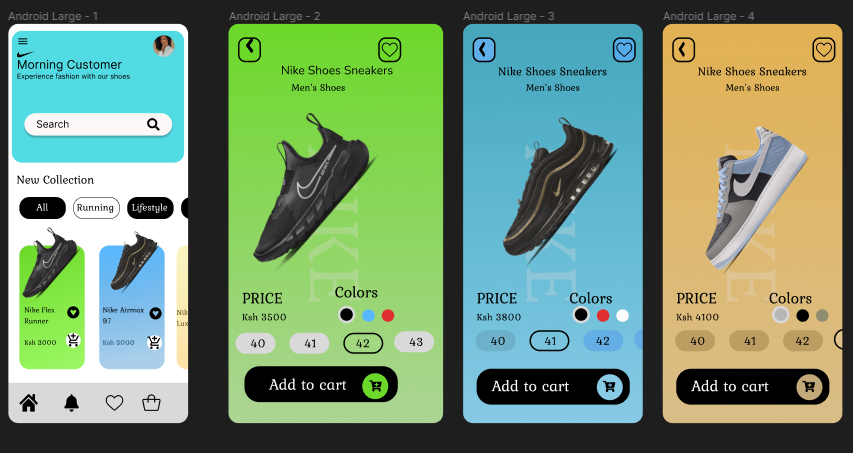 Android Large - 1
Morning Customer
Experience fashion with our shoes
Search
New Collection
All
Running
Lifestyle
Nike Flex
Runner
Ksh 3000
Nike Airmax
97
Ksh 3000
Nik
Lux
Android Large - 2
Nike Shoes Sneakers
Men's Shoes
NIKE
PRICE
Colors
Ksh 3500
40
41
42
43
Add to cart
Android Large - 3
Nike Shoes Sneakers
Men's Shoes
NIKE
PRICE
Colors
Ksh 3800
40
41
42
Add to cart
Android Large - 4
Nike Shoes Sneakers
Men's Shoes
NIKE
PRICE
Colors
Ksh 4100
40
41
42
Add to cart